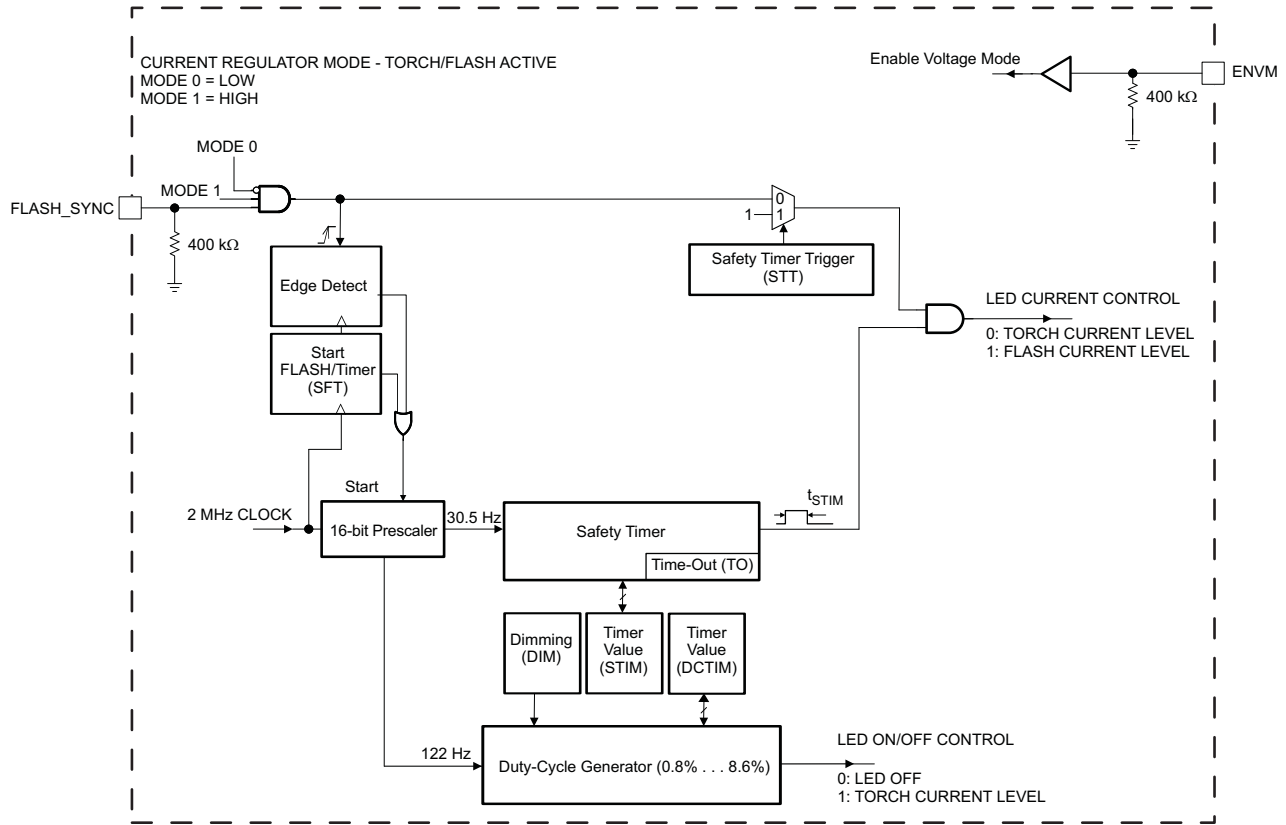 CURRENT REGULATOR MODE - TORCH/FLASH ACTIVE
MODE 0 = LOW
MODE 1 = HIGH
Enable Voltage Mode
ENVM
400 kΩ
MODE 0
MODE 1
FLASH_SYNC
400 kΩ
0
1
1
Safety Timer Trigger
(STT)
Edge Detect
LED CURRENT CONTROL
0: TORCH CURRENT LEVEL
1: FLASH CURRENT LEVEL
Start
FLASH/Timer
(SFT)
Start
2 MHz CLOCK
16-bit Prescaler
30.5 Hz
Safety Timer
Time-Out (TO)
tSTIM
Dimming
(DIM)
Timer
Value
(STIM)
Timer
Value
(DCTIM)
122 Hz
Duty-Cycle Generator (0.8% . . . 8.6%)
LED ON/OFF CONTROL
0: LED OFF
1: TORCH CURRENT LEVEL